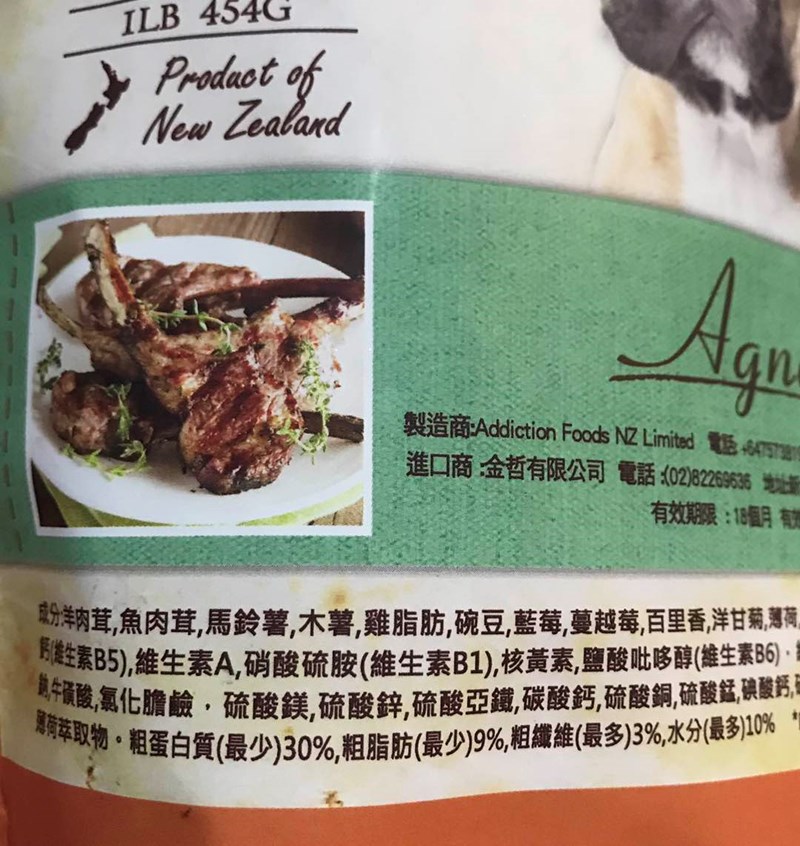 1LB 454G
Product of
New Zealand
製造商:Addiction Foods NZ Limited 電話:
進口商:金哲有限公司 電話:(02)82269636 地址
有效期限:18個月
成分:羊肉茸,魚肉茸,馬鈴薯,木薯,雞脂肪,碗豆,藍莓,蔓越莓,百里香,洋甘菊,薄荷,
鈣(維生素B5),維生素A,硝酸硫胺(維生素B1),核黃素,鹽酸吡哆醇(維生素B6),
鈉,牛磺酸,氯化膽鹼,硫酸鎂,硫酸鋅,硫酸亞鐵,碳酸鈣,硫酸銅,硫酸錳,碘酸鈣,
薄荷萃取物。粗蛋白質(最少)30%,粗脂肪(最少)9%,粗纖維(最多)3%,水分(最多)10% *